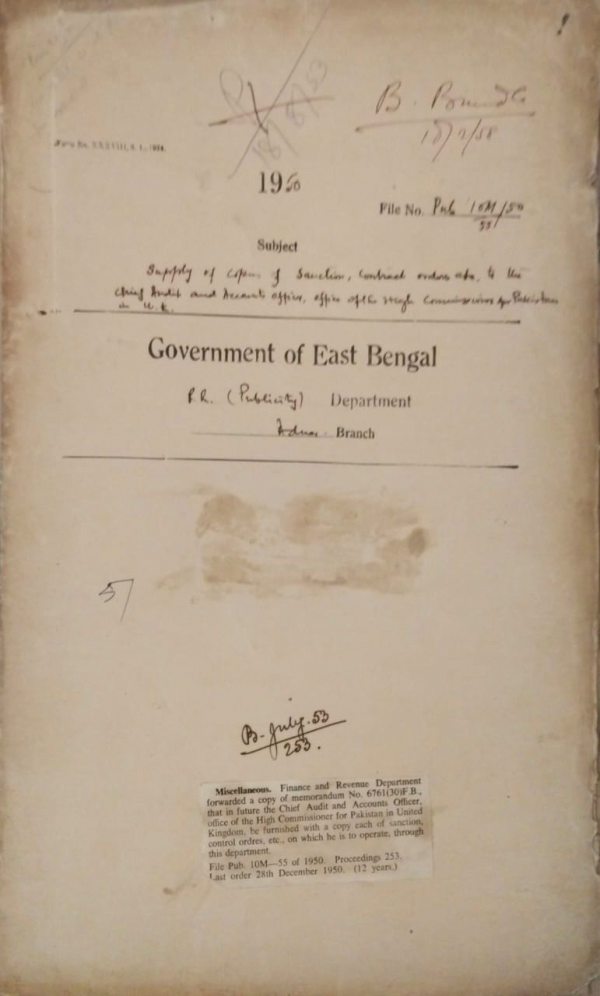 B.
18/8/53
18/7/58
1950
File No. Pub 10M/50
55
Subject
Supply of copies of Sanction, Contract orders etc, to the
Chief Audit and Accounts officer, office of the High Commissioner for Pakistan
in U.K.
Government of East Bengal
P.R. (Publicity) Department
Branch
5/
B. July. 53
253.
Miscellaneous. Finance and Revenue Department
forwarded a copy of memorandum No. 6761(30)F.B.,
that in future the Chief Audit and Accounts Officer,
office of the High Commissioner for Pakistan in United
Kingdom, be furnished with a copy each of sanction,
control ordres, etc., on which he is to operate, through
this department.
File Pub. 10M—55 of 1950. Proceedings 253.
Last order 28th December 1950. (12 years.)